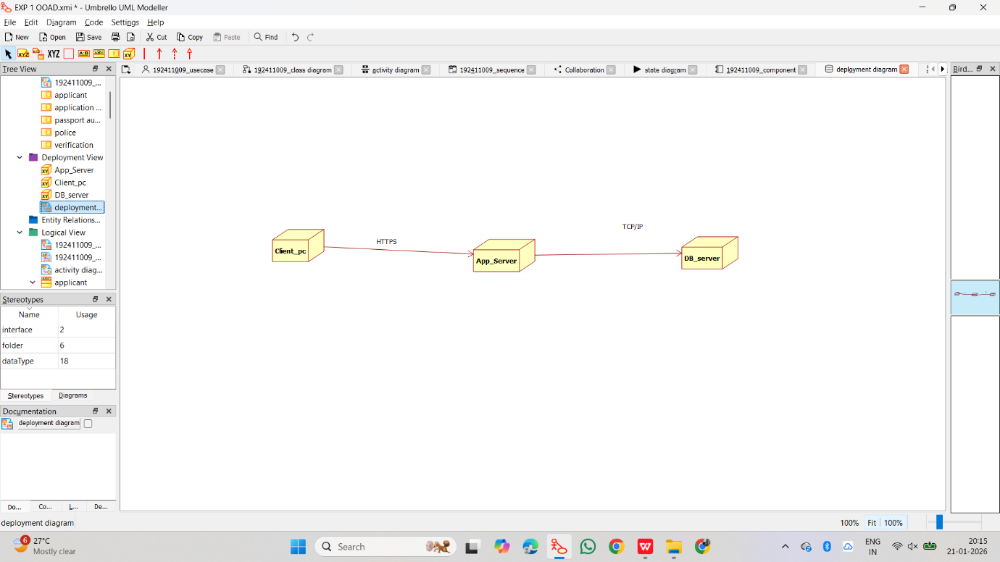 EXP 1 OOAD.xmi * - Umbrello UML Modeller
File Edit Diagram Code Settings Help
New Open Save Cut Copy Paste Find
XYZ XYZ A:B ABC XY
Tree View
192411009_usecase 192411009_class diagram activity diagram 192411009_sequence Collaboration state diagram 192411009_component deployment diagram
Bird...
192411009_...
applicant
application ...
passport au...
police
verification
Deployment View
App_Server
Client_pc
DB_server
deployment...
Entity Relations...
Logical View
192411009_...
192411009_...
activity diag...
applicant
Client_pc
HTTPS
App_Server
TCP/IP
DB_server
Stereotypes
Name Usage
interface 2
folder 6
dataType 18
Stereotypes Diagrams
Documentation
deployment diagram
Do... Co... L... De...
deployment diagram
100% Fit 100%
6
27°C
Mostly clear
Search
ENG
IN
20:15
21-01-2026